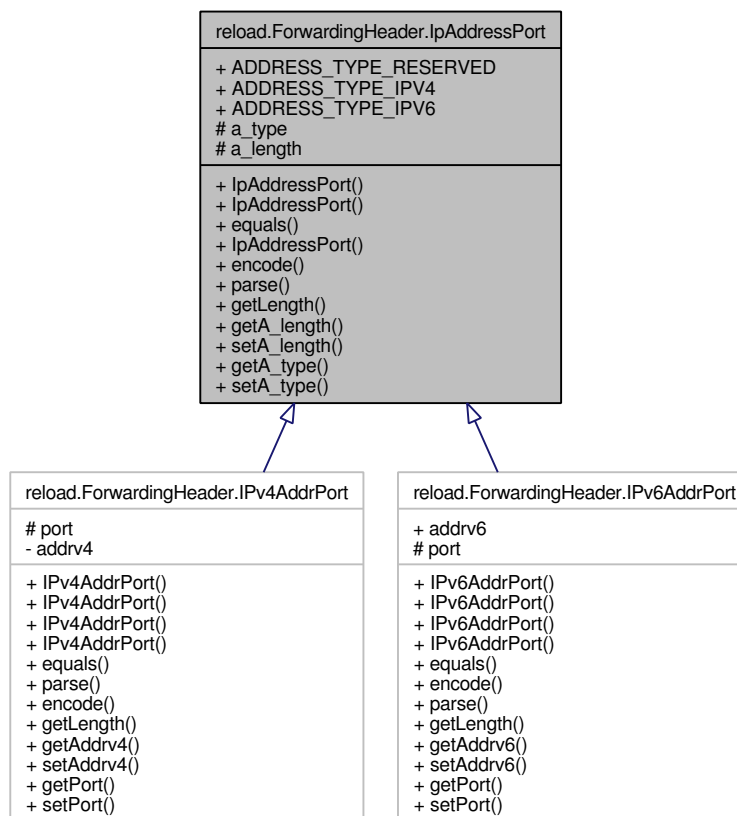 reload.ForwardingHeader.IpAddressPort
+ ADDRESS_TYPE_RESERVED
+ ADDRESS_TYPE_IPV4
+ ADDRESS_TYPE_IPV6
# a_type
# a_length
+ IpAddressPort()
+ IpAddressPort()
+ equals()
+ IpAddressPort()
+ encode()
+ parse()
+ getLength()
+ getA_length()
+ setA_length()
+ getA_type()
+ setA_type()
reload.ForwardingHeader.IPv4AddrPort
# port
- addrv4
+ IPv4AddrPort()
+ IPv4AddrPort()
+ IPv4AddrPort()
+ IPv4AddrPort()
+ equals()
+ parse()
+ encode()
+ getLength()
+ getAddrv4()
+ setAddrv4()
+ getPort()
+ setPort()
reload.ForwardingHeader.IPv6AddrPort
+ addrv6
# port
+ IPv6AddrPort()
+ IPv6AddrPort()
+ IPv6AddrPort()
+ IPv6AddrPort()
+ equals()
+ encode()
+ parse()
+ getLength()
+ getAddrv6()
+ setAddrv6()
+ getPort()
+ setPort()